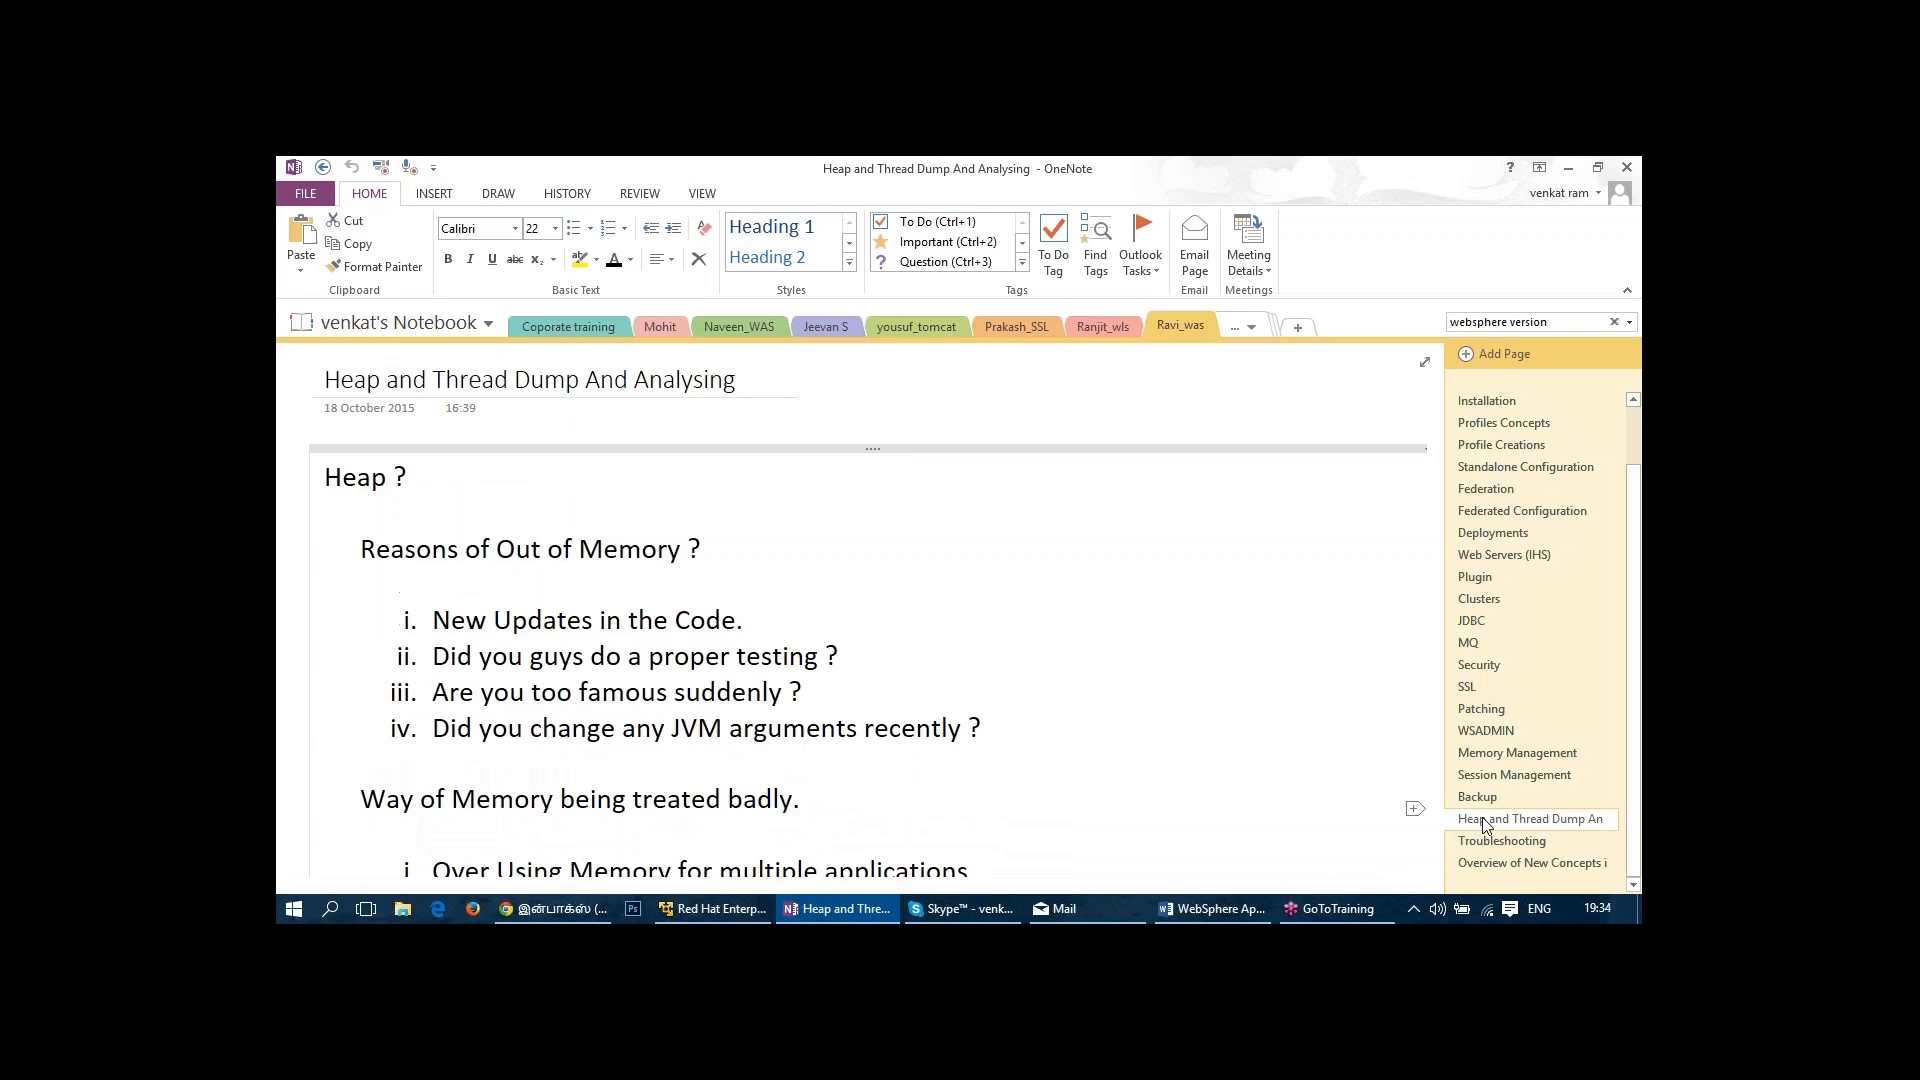 Heap and Thread Dump And Analysing - OneNote
?
FILE
HOME
INSERT
DRAW
HISTORY
REVIEW
VIEW
venkat ram
Paste
Cut
Copy
Format Painter
Clipboard
Calibri
22
B I U abc x₂
A
Basic Text
Heading 1
Heading 2
Styles
To Do (Ctrl+1)
Important (Ctrl+2)
? Question (Ctrl+3)
To Do
Tag
Find
Tags
Outlook
Tasks
Tags
Email
Page
Email
Meeting
Details
Meetings
venkat's Notebook
Coporate training
Mohit
Naveen_WAS
Jeevan S
yousuf_tomcat
Prakash_SSL
Ranjit_wls
Ravi_was
...
websphere version
Heap and Thread Dump And Analysing
18 October 2015 16:39
Heap ?
Reasons of Out of Memory ?
i. New Updates in the Code.
ii. Did you guys do a proper testing ?
iii. Are you too famous suddenly ?
iv. Did you change any JVM arguments recently ?
Way of Memory being treated badly.
i. Over Using Memory for multiple applications
Add Page
Installation
Profiles Concepts
Profile Creations
Standalone Configuration
Federation
Federated Configuration
Deployments
Web Servers (IHS)
Plugin
Clusters
JDBC
MQ
Security
SSL
Patching
WSADMIN
Memory Management
Session Management
Backup
Heap and Thread Dump An
Troubleshooting
Overview of New Concepts i
இன்பாக்ஸ் (...
Ps
Red Hat Enterp...
Heap and Thre...
Skype™ - venk...
Mail
WebSphere Ap...
GoToTraining
ENG
19:34